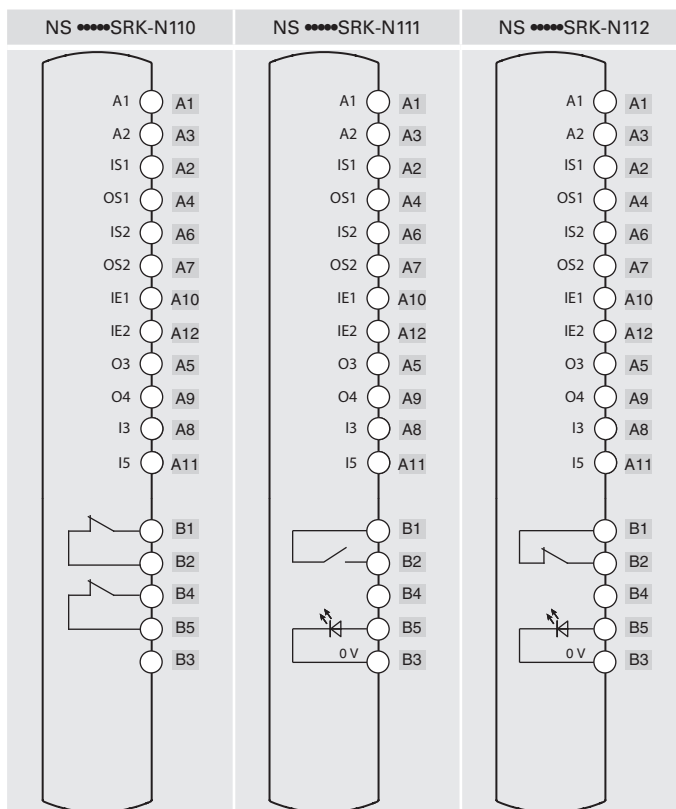 NS •••••SRK-N110 NS •••••SRK-N111 NS •••••SRK-N112
A1 A1 A1 A1 A1 A1
A2 A3 A2 A3 A2 A3
IS1 A2 IS1 A2 IS1 A2
OS1 A4 OS1 A4 OS1 A4
IS2 A6 IS2 A6 IS2 A6
OS2 A7 OS2 A7 OS2 A7
IE1 A10 IE1 A10 IE1 A10
IE2 A12 IE2 A12 IE2 A12
O3 A5 O3 A5 O3 A5
O4 A9 O4 A9 O4 A9
I3 A8 I3 A8 I3 A8
I5 A11 I5 A11 I5 A11
B1 B1 B1
B2 B2 B2
B4 B4 B4
B5 B5 B5
B3 0 V B3 0 V B3